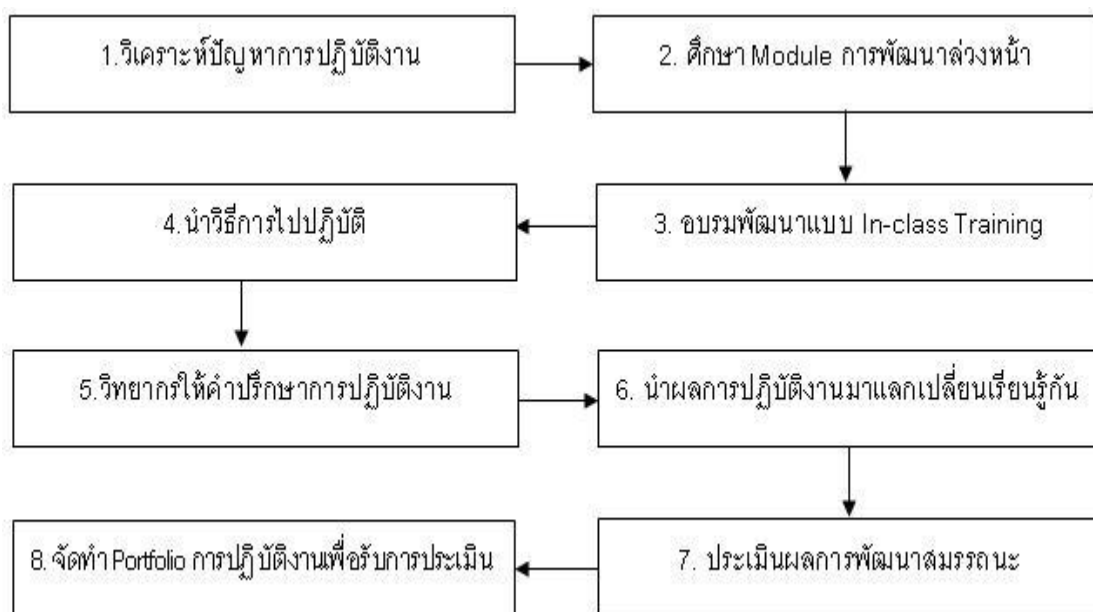 1.วิเคราะห์ปัญหาการปฏิบัติงาน
2. ศึกษา Module การพัฒนาล่วงหน้า
3. อบรมพัฒนาแบบ In-class Training
4.นำวิธีการไปปฏิบัติ
5.วิทยากรให้คำปรึกษาการปฏิบัติงาน
6. นำผลการปฏิบัติงานมาแลกเปลี่ยนเรียนรู้กัน
7. ประเมินผลการพัฒนาสมรรถนะ
8. จัดทำ Portfolio การปฏิบัติงานเพื่อรับการประเมิน